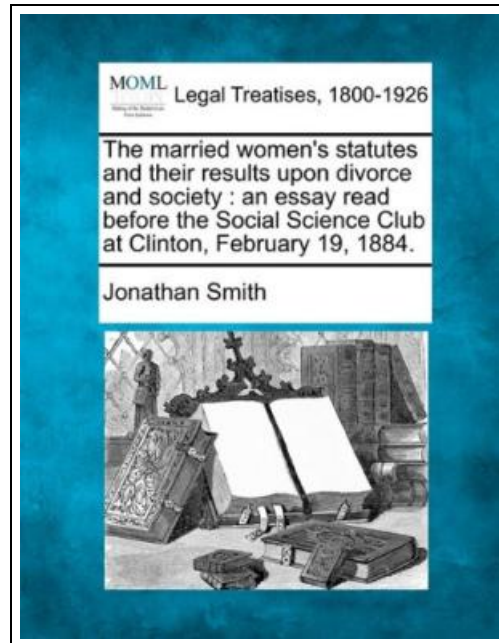 MOML
Legal Treatises, 1800-1926
The married women's statutes
and their results upon divorce
and society : an essay read
before the Social Science Club
at Clinton, February 19, 1884.
Jonathan Smith